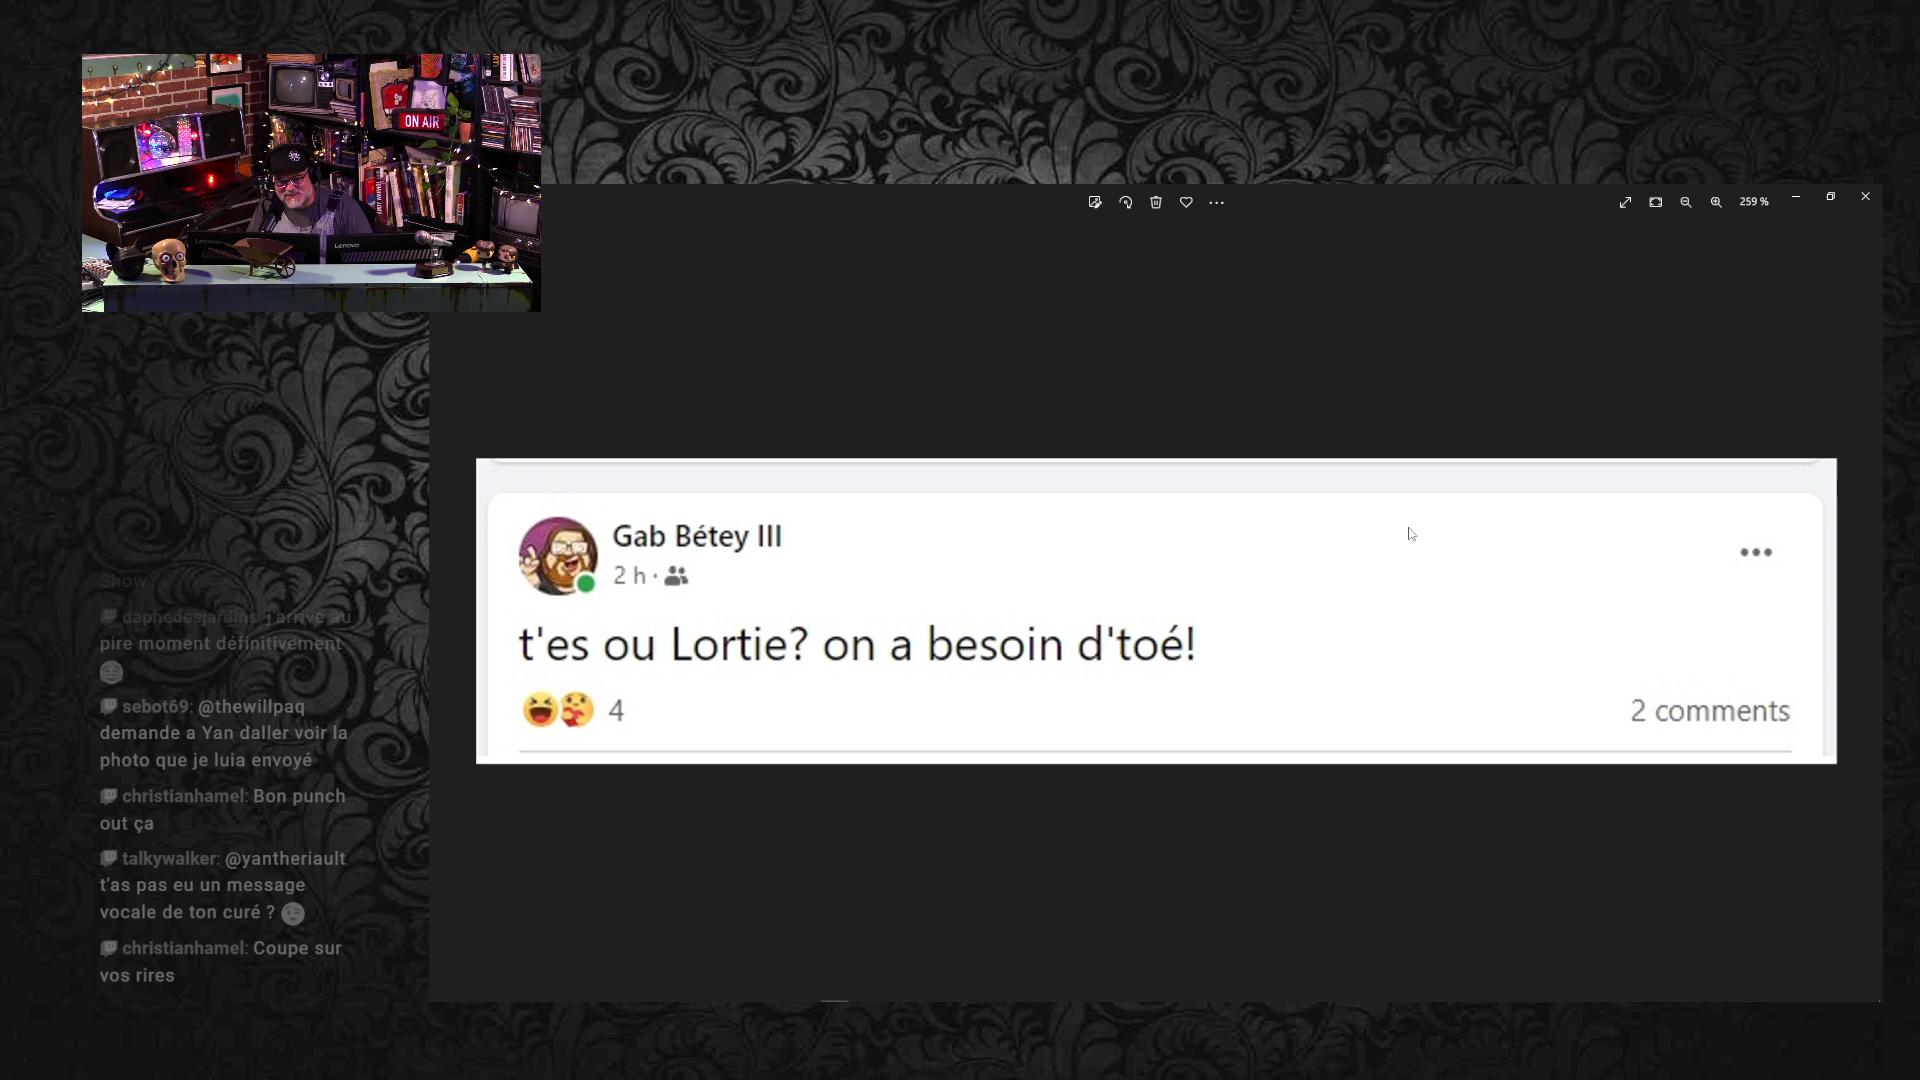 ON AIR
Lenovo
Lenovo
259 %
Gab Bétey III
2 h ·
t'es ou Lortie? on a besoin d'toé!
4
2 comments
Show
daphedesjardins: j'arrive au
pire moment définitivement
sebot69: @thewillpaq
demande a Yan daller voir la
photo que je luia envoyé
christianhamel: Bon punch
out ça
talkywalker: @yantheriault
t'as pas eu un message
vocale de ton curé ?
christianhamel: Coupe sur
vos rires